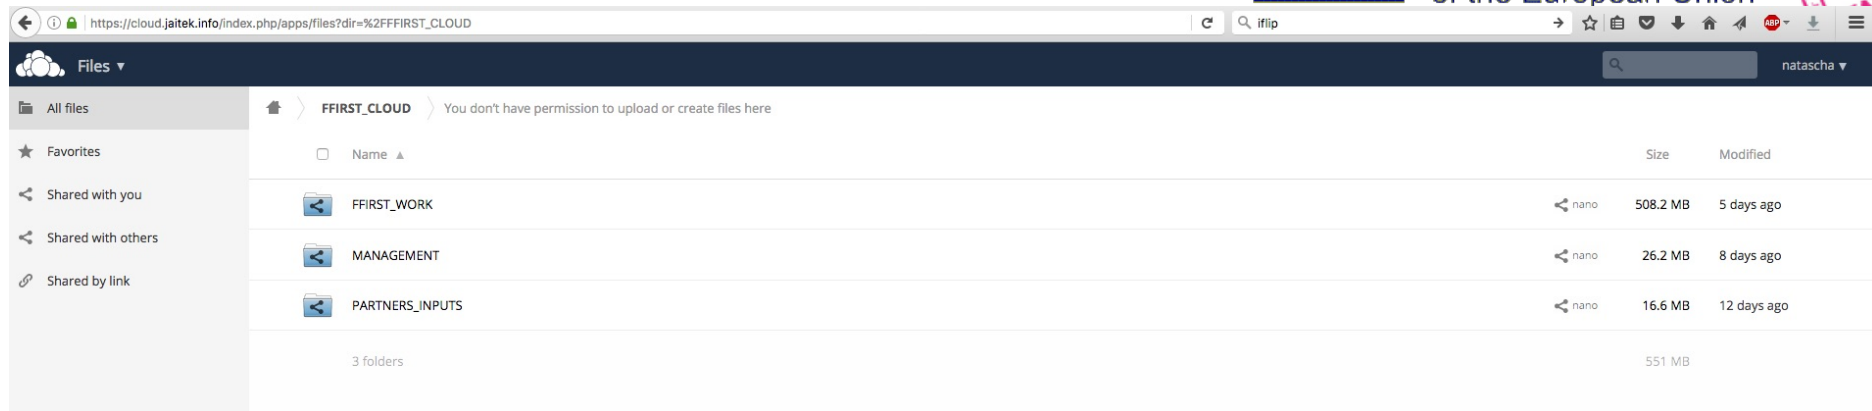 of the European Union
https://cloud.jaitek.info/index.php/apps/files?dir=%2FFFIRST_CLOUD
iflip
ABP
Files ▾
natascha ▾
All files
FFIRST_CLOUD
You don't have permission to upload or create files here
Favorites
Name ▲ Size Modified
Shared with you
FFIRST_WORK nano 508.2 MB 5 days ago
Shared with others
MANAGEMENT nano 26.2 MB 8 days ago
Shared by link
PARTNERS_INPUTS nano 16.6 MB 12 days ago
3 folders 551 MB